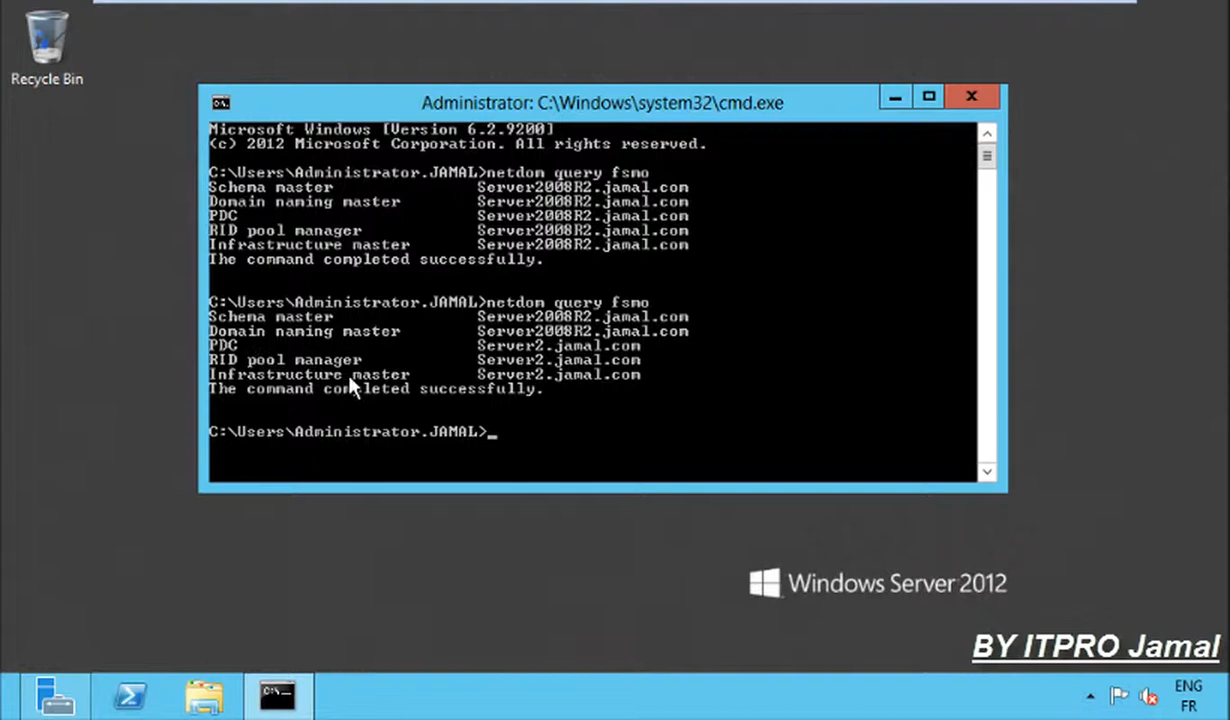 Recycle Bin
Administrator: C:\Windows\system32\cmd.exe
Microsoft Windows [Version 6.2.9200]
(c) 2012 Microsoft Corporation. All rights reserved.
C:\Users\Administrator.JAMAL>netdom query fsmo
Schema master Server2008R2.jamal.com
Domain naming master Server2008R2.jamal.com
PDC Server2008R2.jamal.com
RID pool manager Server2008R2.jamal.com
Infrastructure master Server2008R2.jamal.com
The command completed successfully.
C:\Users\Administrator.JAMAL>netdom query fsmo
Schema master Server2008R2.jamal.com
Domain naming master Server2008R2.jamal.com
PDC Server2.jamal.com
RID pool manager Server2.jamal.com
Infrastructure master Server2.jamal.com
The command completed successfully.
C:\Users\Administrator.JAMAL>_
Windows Server 2012
BY ITPRO Jamal
ENG
FR